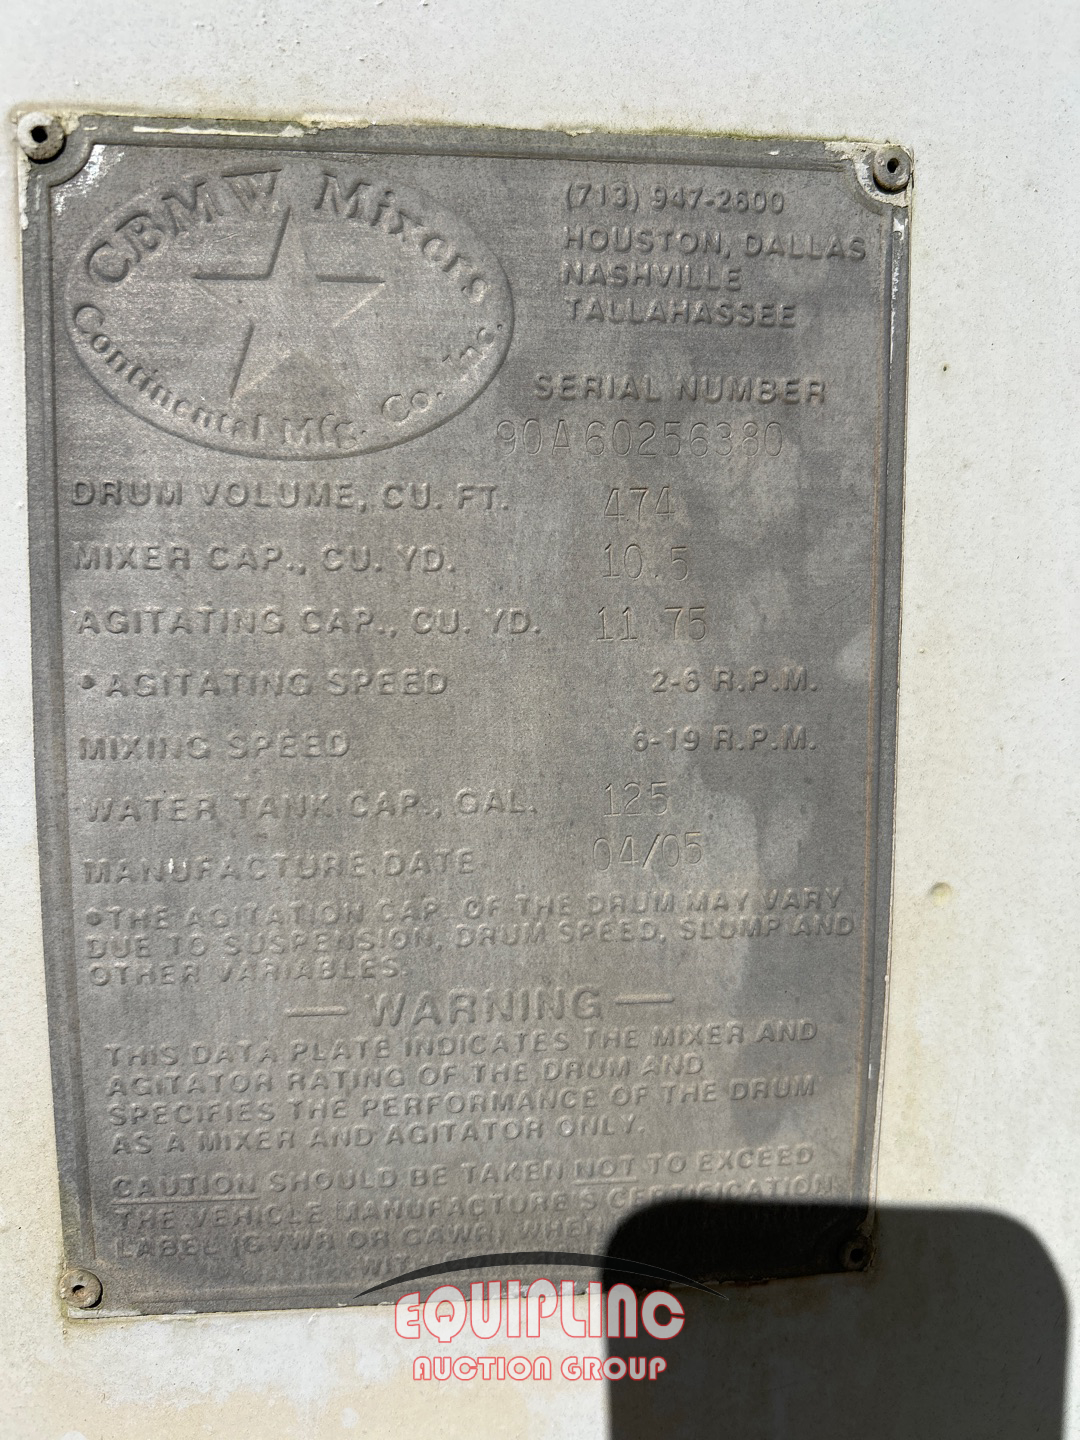 CBMW Mixers
Continental Mfg. Co. Inc.
(713) 947-2600
HOUSTON, DALLAS
NASHVILLE
TALLAHASSEE
SERIAL NUMBER
90A60256380
DRUM VOLUME, CU. FT. 474
MIXER CAP., CU. YD. 10.5
AGITATING CAP., CU. YD. 11.75
•AGITATING SPEED 2-6 R.P.M.
MIXING SPEED 6-19 R.P.M.
WATER TANK CAP., GAL. 125
MANUFACTURE DATE 04/05
•THE AGITATION CAP. OF THE DRUM MAY VARY
DUE TO SUSPENSION, DRUM SPEED, SLUMP AND
OTHER VARIABLES.
— WARNING —
THIS DATA PLATE INDICATES THE MIXER AND
AGITATOR RATING OF THE DRUM AND
SPECIFIES THE PERFORMANCE OF THE DRUM
AS A MIXER AND AGITATOR ONLY.
CAUTION SHOULD BE TAKEN NOT TO EXCEED
THE VEHICLE MANUFACTURE'S CERTIFICATION
LABEL (GVWR OR GAWR) WHEN
EQUIPLINC
AUCTION GROUP